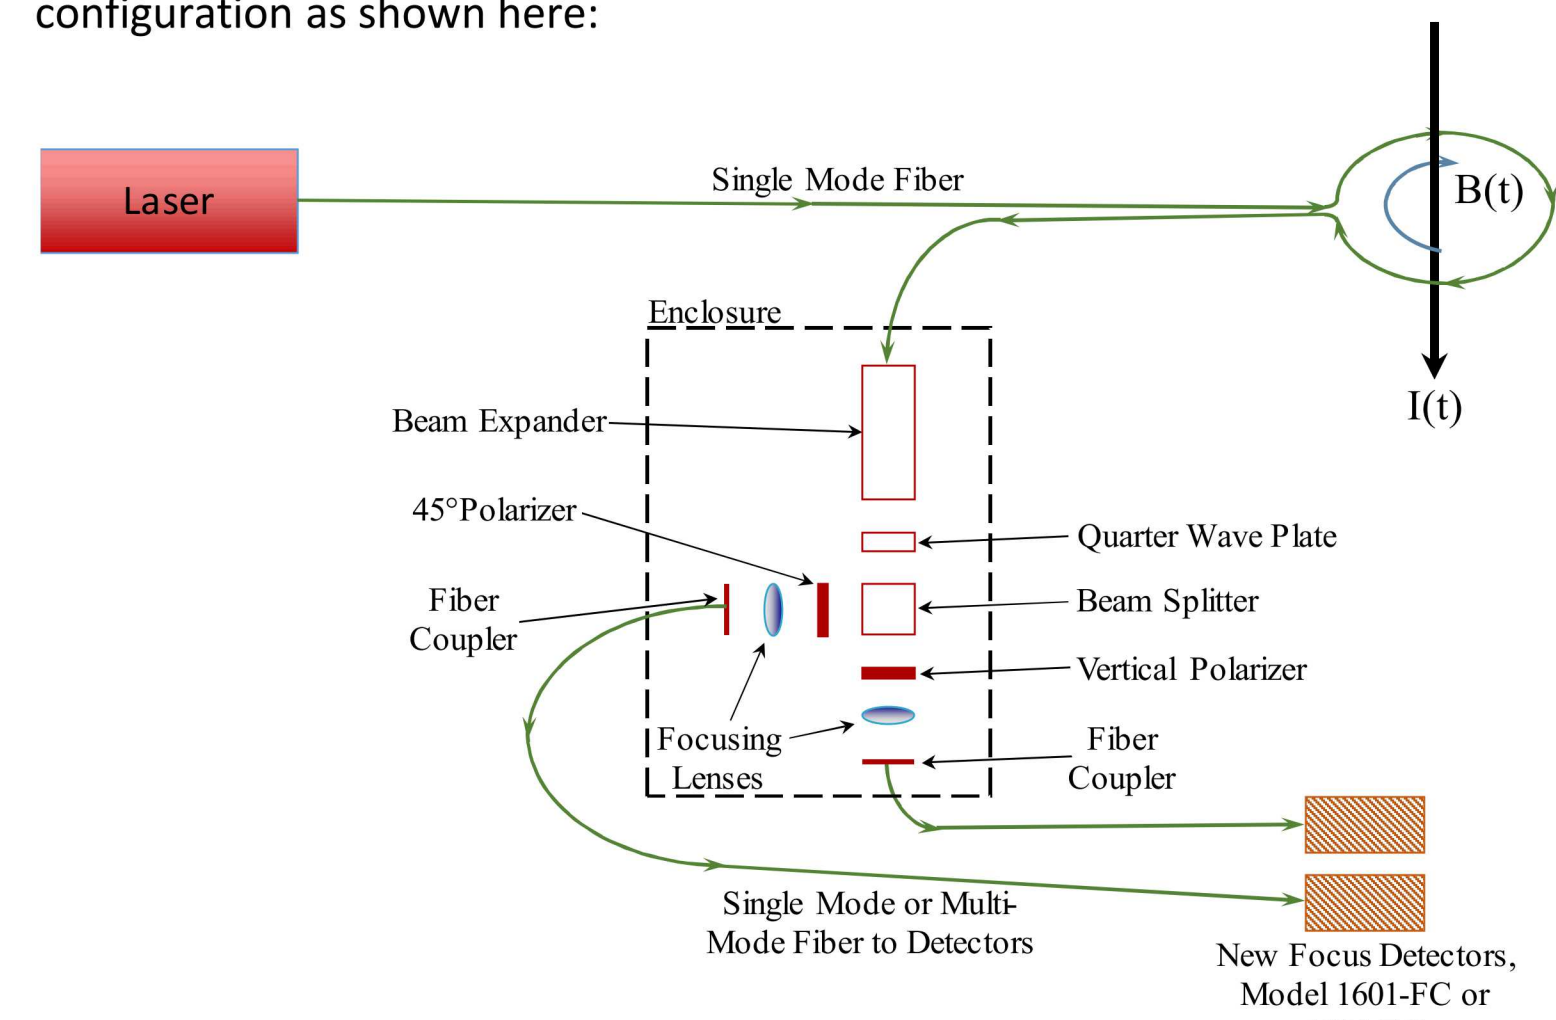 configuration as shown here:
Laser
Single Mode Fiber
B(t)
I(t)
Enclosure
Beam Expander
45°Polarizer
Quarter Wave Plate
Fiber
Coupler
Beam Splitter
Vertical Polarizer
Focusing
Lenses
Fiber
Coupler
Single Mode or Multi-
Mode Fiber to Detectors
New Focus Detectors,
Model 1601-FC or